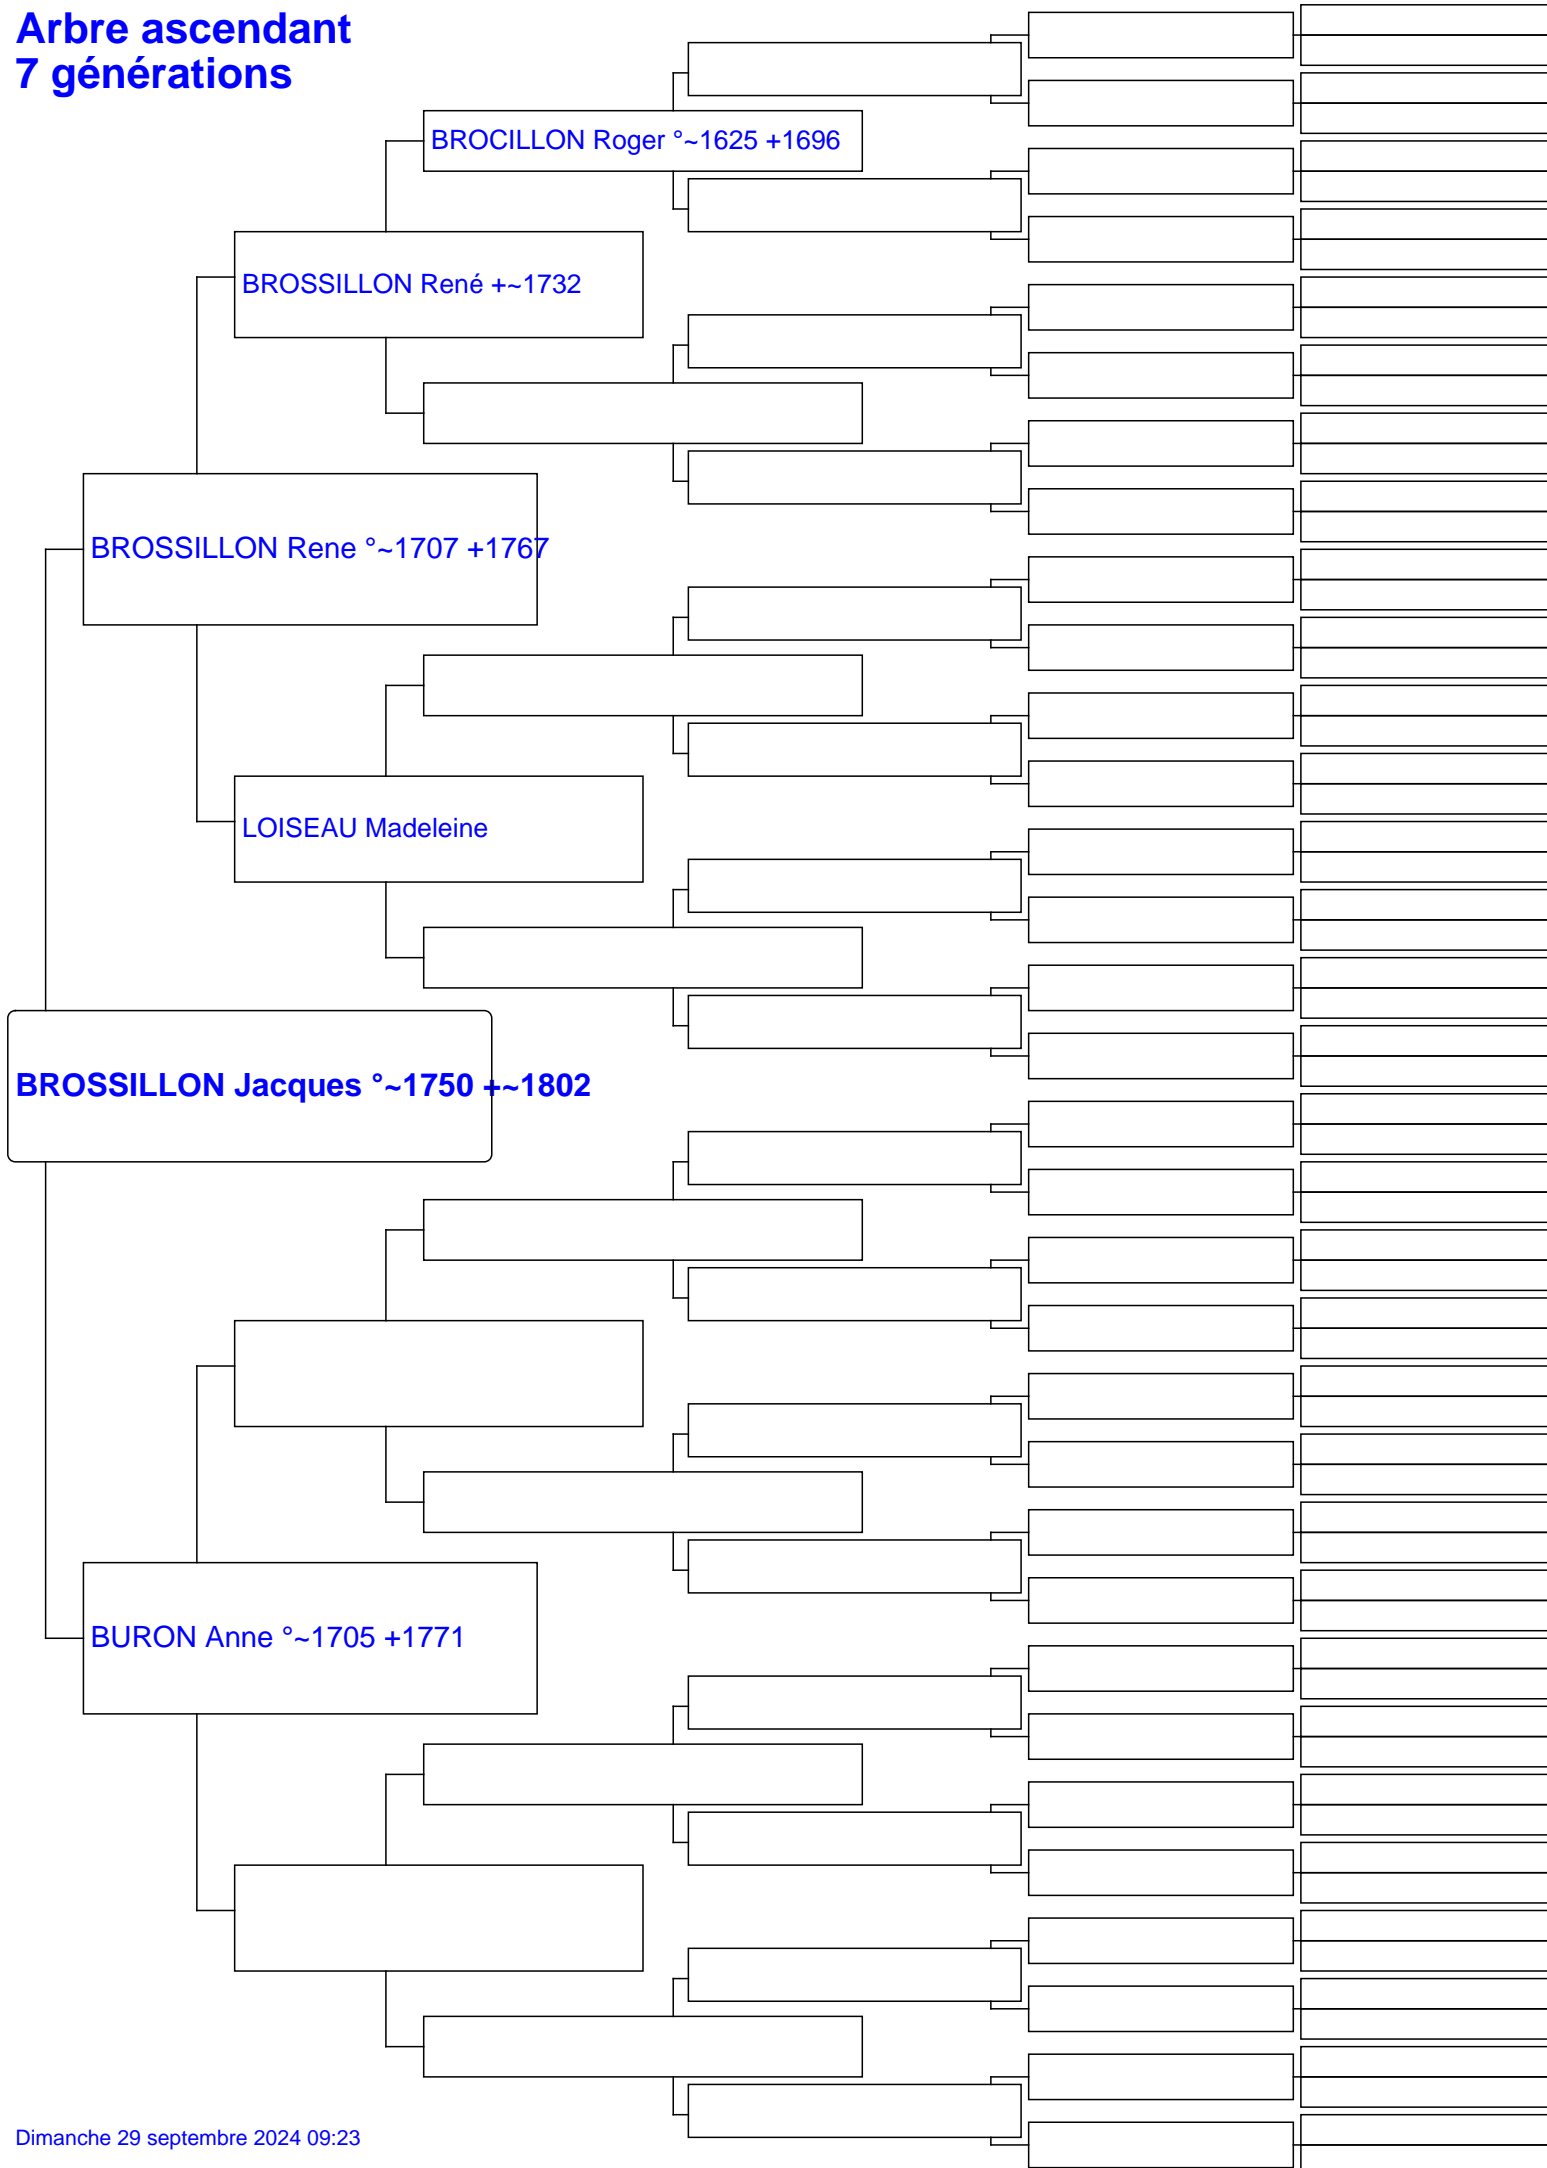 Arbre ascendant
7 générations
BROCILLON Roger °~1625 +1696
BROSSILLON René +~1732
BROSSILLON Rene °~1707 +1767
LOISEAU Madeleine
BROSSILLON Jacques °~1750 +~1802
BURON Anne °~1705 +1771
Dimanche 29 septembre 2024 09:23